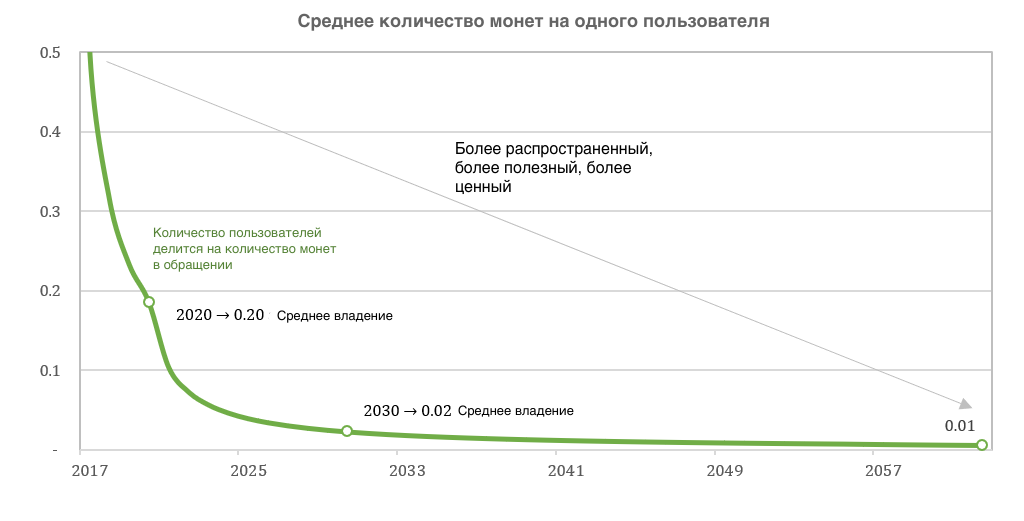 Среднее количество монет на одного пользователя
0.5
0.4
0.3
0.2
0.1
-
Более распространенный,
более полезный, более
ценный
Количество пользователей
делится на количество монет
в обращении
2020 → 0.20 Среднее владение
2030 → 0.02 Среднее владение
0.01
2017 2025 2033 2041 2049 2057